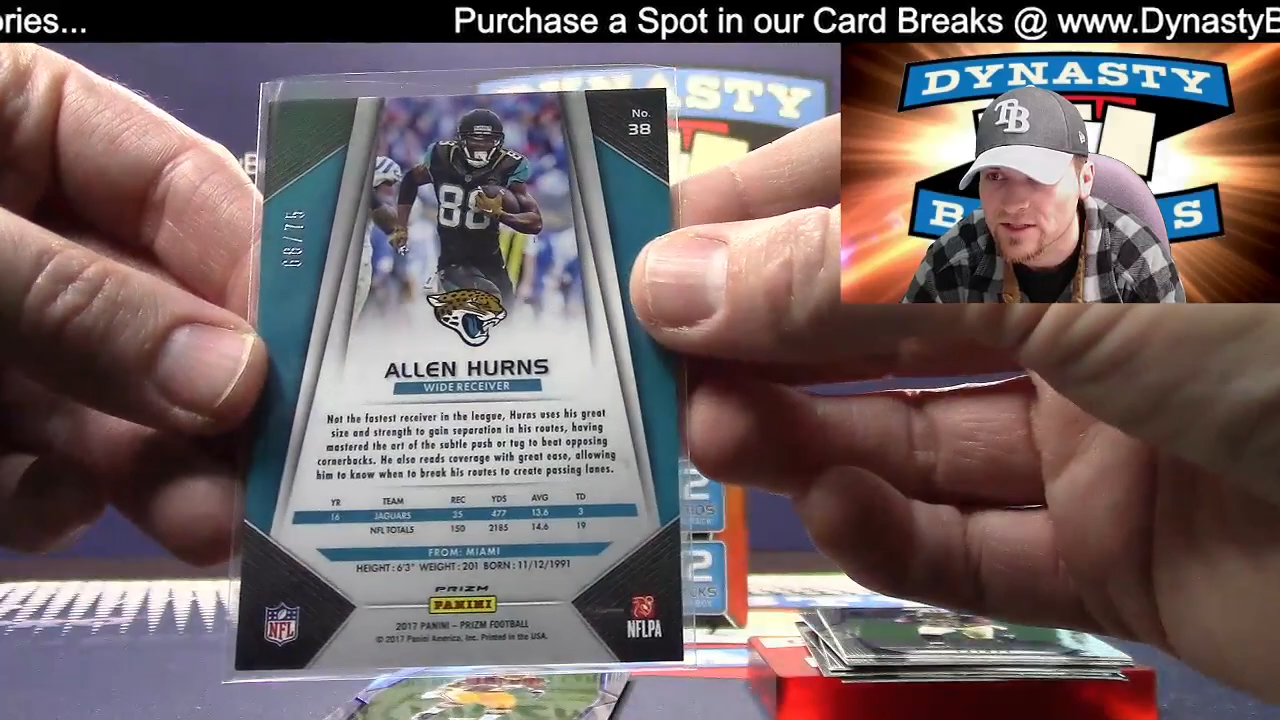 ories...
Purchase a Spot in our Card Breaks @ www.DynastyB
DYNASTY
B S
TB
No.
38
68/75
88
ALLEN HURNS
WIDE RECEIVER
Not the fastest receiver in the league, Hurns uses his great
size and strength to gain separation in his routes, having
mastered the art of the subtle push or tug to beat opposing
cornerbacks. He also reads coverage with great ease, allowing
him to know when to break his routes to create passing lanes.
YR TEAM REC YDS AVG TD
16 JAGUARS 35 477 13.6 3
NFL TOTALS 150 2185 14.6 19
FROM: MIAMI
HEIGHT: 6'3" WEIGHT: 201 BORN: 11/12/1991
PRIZM
PANINI
2017 PANINI – PRIZM FOOTBALL
© 2017 Panini America, Inc. Printed in the USA.
NFL
NFLPA